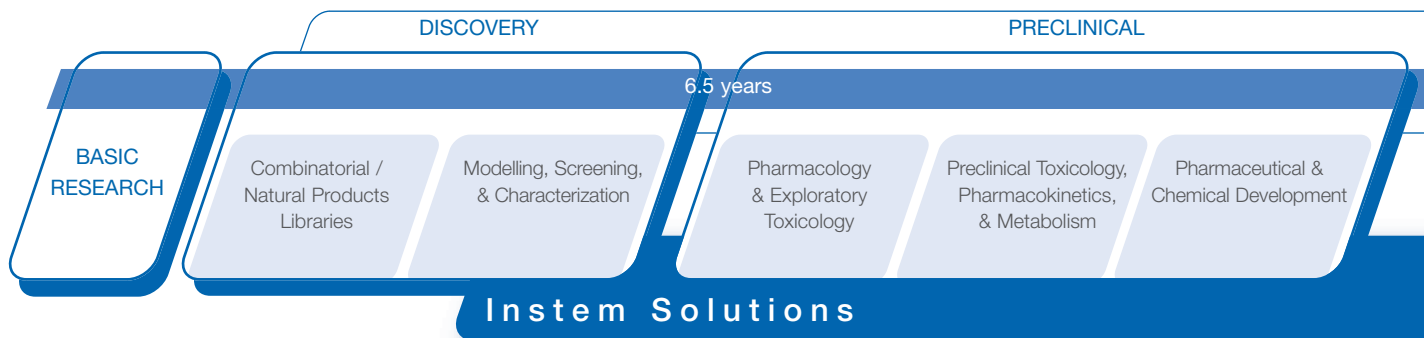 DISCOVERY
PRECLINICAL
6.5 years
BASIC
RESEARCH
Combinatorial /
Natural Products
Libraries
Modelling, Screening,
& Characterization
Pharmacology
& Exploratory
Toxicology
Preclinical Toxicology,
Pharmacokinetics,
& Metabolism
Pharmaceutical &
Chemical Development
Instem Solutions